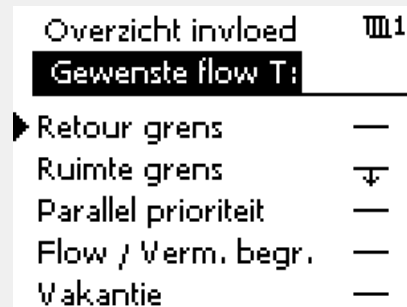 Overzicht invloed 1
Gewenste flow T:
Retour grens —
Ruimte grens
Parallel prioriteit —
Flow / Verm. begr. —
Vakantie —